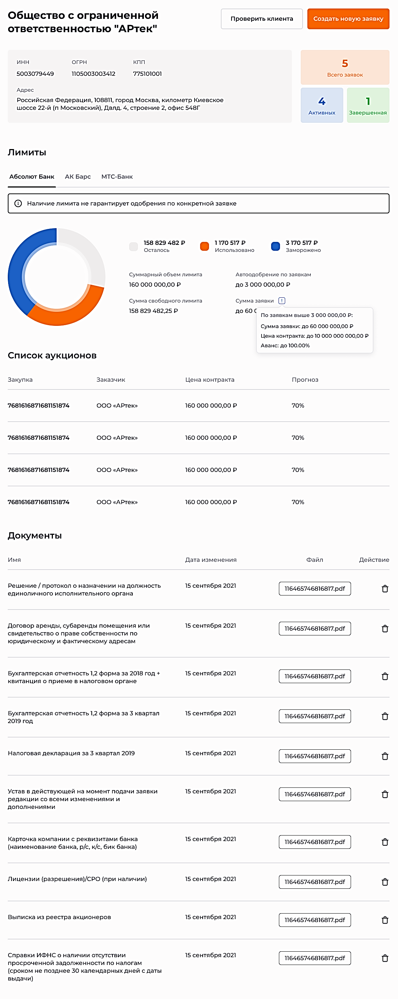 Общество с ограниченной
ответственностью "АРтек"
Проверить клиента
Создать новую заявку
ИНН
ОГРН
КПП
5003079449
1105003003412
775101001
Адрес
Российская Федерация, 108811, город Москва, километр Киевское
шоссе 22-й (п Московский), Двлд. 4, строение 2, офис 548Г
5
Всего заявок
4
Активных
1
Завершенная
Лимиты
Абсолют Банк
АК Барс
МТС-Банк
Наличие лимита не гарантирует одобрения по конкретной заявке
158 829 482 ₽
Осталось
1 170 517 ₽
Использовано
3 170 517 ₽
Заморожено
Суммарный объем лимита
160 000 000,00 ₽
Автоодобрение по заявкам
до 3 000 000,00 ₽
Сумма свободного лимита
158 829 482,25 ₽
Сумма заявки
до 60
По заявкам выше 3 000 000,00 ₽:
Сумма заявки: до 60 000 000,00 ₽
Цена контракта: до 10 000 000 000,00 ₽
Аванс: до 100.00%
Список аукционов
Закупка Заказчик Цена контракта Прогноз
7681616871681151874 ООО «АРтек» 160 000 000,00 ₽ 70%
7681616871681151874 ООО «АРтек» 160 000 000,00 ₽ 70%
7681616871681151874 ООО «АРтек» 160 000 000,00 ₽ 70%
7681616871681151874 ООО «АРтек» 160 000 000,00 ₽ 70%
Документы
Имя Дата изменения Файл Действие
Решение / протокол о назначении на должность
единоличного исполнительного органа
15 сентября 2021
116465746816817.pdf
Договор аренды, субаренды помещения или
свидетельство о праве собственности по
юридическому и фактическому адресам
15 сентября 2021
116465746816817.pdf
Бухгалтерская отчетность 1,2 форма за 2018 год +
квитанция о приеме в налоговом органе
15 сентября 2021
116465746816817.pdf
Бухгалтерская отчетность 1,2 форма за 3 квартал
2019 год
15 сентября 2021
116465746816817.pdf
Налоговая декларация за 3 квартал 2019
15 сентября 2021
116465746816817.pdf
Устав в действующей на момент подачи заявки
редакции со всеми изменениями и
дополнениями
15 сентября 2021
116465746816817.pdf
Карточка компании с реквизитами банка
(наименование банка, р/с, к/с, бик банка)
15 сентября 2021
116465746816817.pdf
Лицензии (разрешения)/СРО (при наличии)
15 сентября 2021
116465746816817.pdf
Выписка из реестра акционеров
15 сентября 2021
116465746816817.pdf
Справки ИФНС о наличии отсутствии
просроченной задолженности по налогам
(сроком не позднее 30 календарных дней с даты
выдачи)
15 сентября 2021
116465746816817.pdf